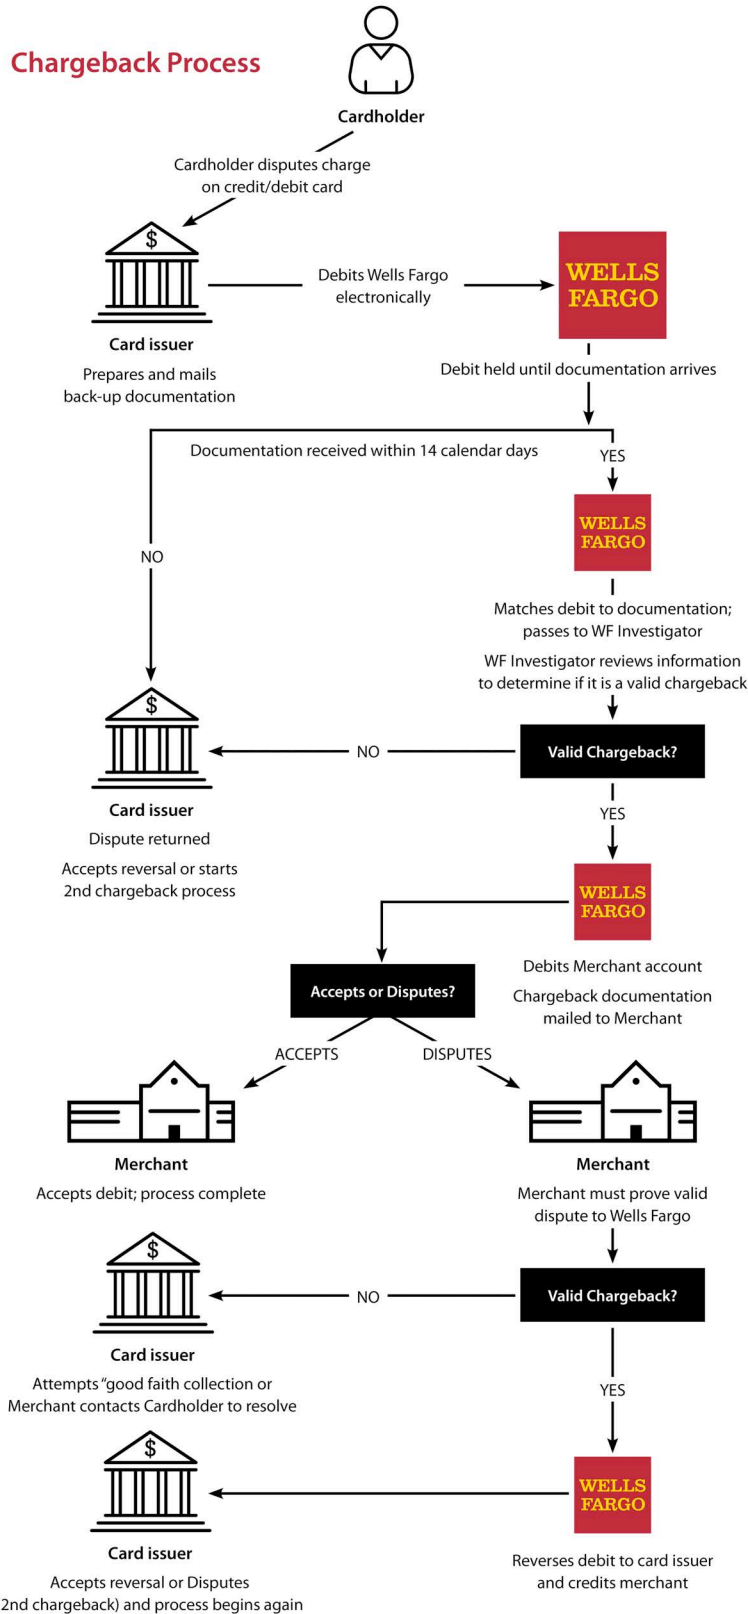 Chargeback Process
Cardholder
Cardholder disputes charge
on credit/debit card
$
Card issuer
Prepares and mails
back-up documentation
Debits Wells Fargo
electronically
WELLS
FARGO
Debit held until documentation arrives
Documentation received within 14 calendar days
YES
NO
WELLS
FARGO
Matches debit to documentation;
passes to WF Investigator
WF Investigator reviews information
to determine if it is a valid chargeback
Valid Chargeback?
NO
$
Card issuer
Dispute returned
Accepts reversal or starts
2nd chargeback process
YES
WELLS
FARGO
Debits Merchant account
Chargeback documentation
mailed to Merchant
Accepts or Disputes?
ACCEPTS
DISPUTES
Merchant
Accepts debit; process complete
Merchant
Merchant must prove valid
dispute to Wells Fargo
Valid Chargeback?
NO
$
Card issuer
Attempts “good faith collection or
Merchant contacts Cardholder to resolve
YES
WELLS
FARGO
Reverses debit to card issuer
and credits merchant
$
Card issuer
Accepts reversal or Disputes
2nd chargeback) and process begins again